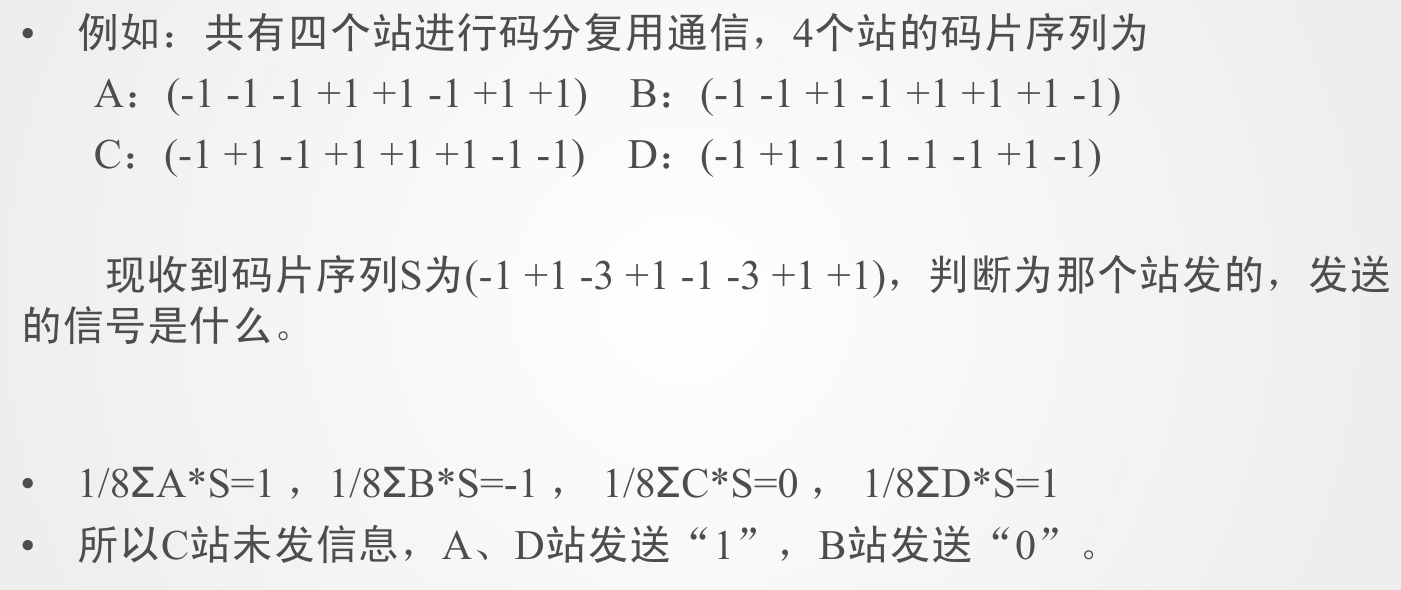 • 例如：共有四个站进行码分复用通信，4个站的码片序列为
A：(-1 -1 -1 +1 +1 -1 +1 +1) B：(-1 -1 +1 -1 +1 +1 +1 -1)
C：(-1 +1 -1 +1 +1 +1 -1 -1) D：(-1 +1 -1 -1 -1 -1 +1 -1)
现收到码片序列S为(-1 +1 -3 +1 -1 -3 +1 +1)，判断为那个站发的，发送
的信号是什么。
• 1/8ΣA*S=1 ，1/8ΣB*S=-1 ， 1/8ΣC*S=0 ， 1/8ΣD*S=1
• 所以C站未发信息，A、D站发送“1”，B站发送“0”。